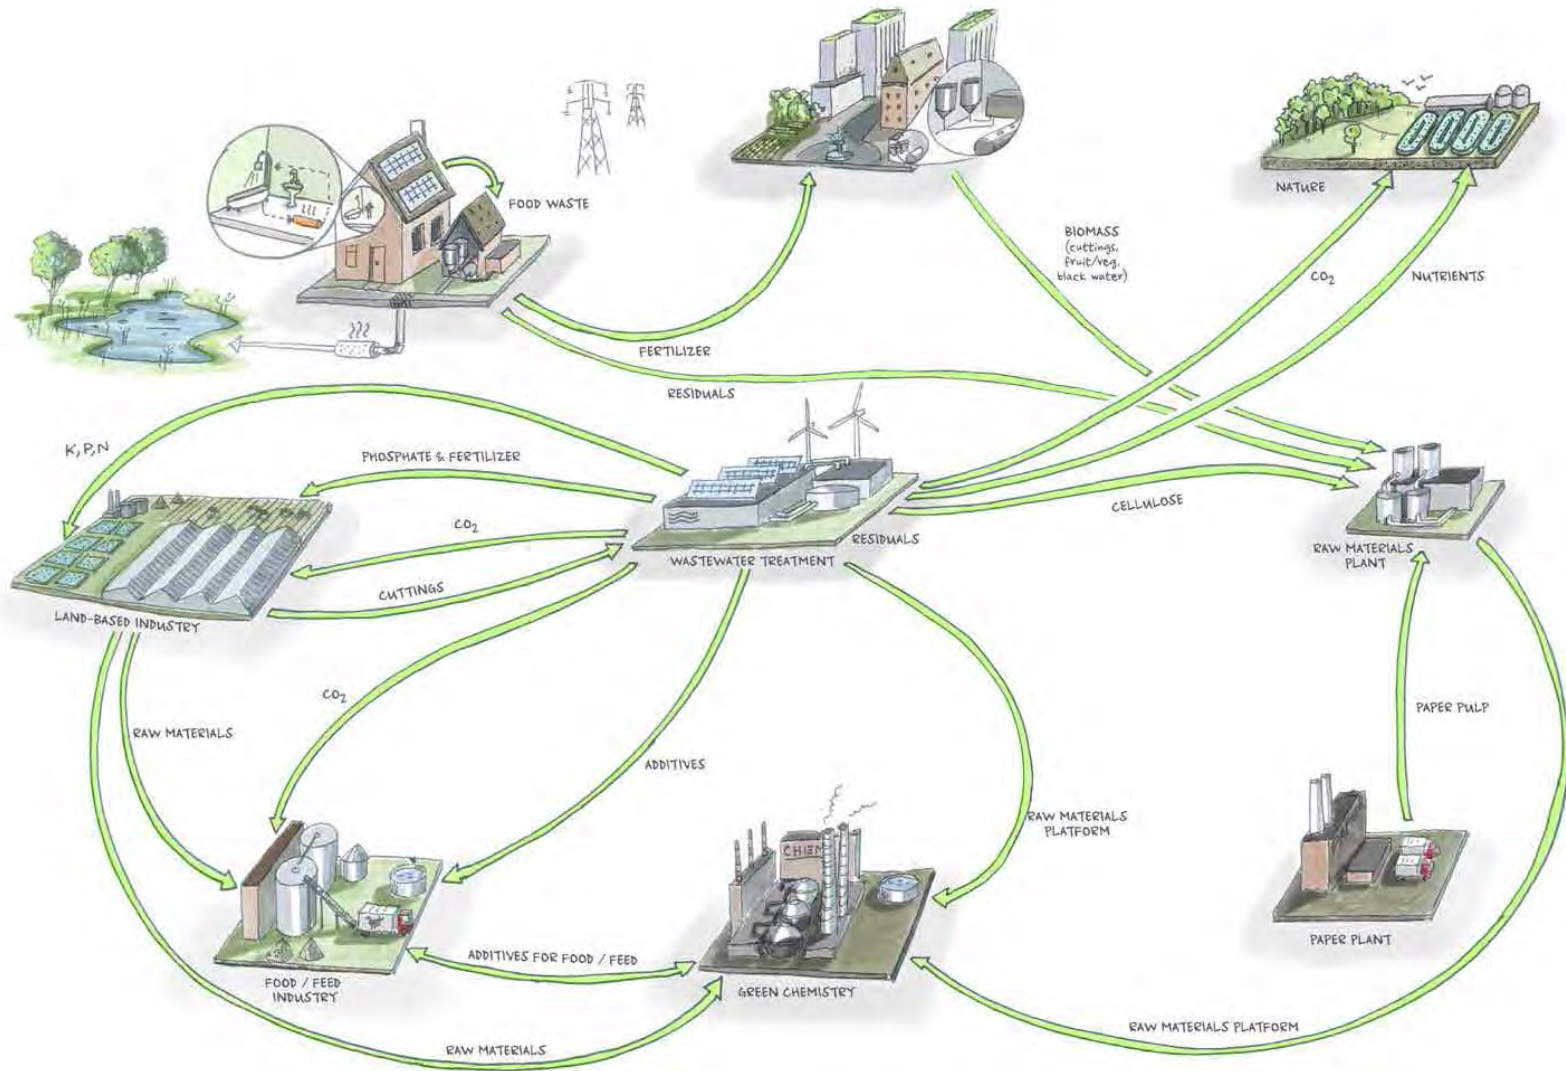 FOOD WASTE
NATURE
BIOMASS
(cuttings,
fruit/veg,
black water)
CO2
NUTRIENTS
FERTILIZER
RESIDUALS
K, P, N
PHOSPHATE & FERTILIZER
CELLULOSE
CO2
RESIDUALS
WASTEWATER TREATMENT
RAW MATERIALS
PLANT
CUTTINGS
LAND-BASED INDUSTRY
CO2
RAW MATERIALS
PAPER PULP
ADDITIVES
RAW MATERIALS
PLATFORM
CHEM
PAPER PLANT
ADDITIVES FOR FOOD / FEED
FOOD / FEED
INDUSTRY
GREEN CHEMISTRY
RAW MATERIALS PLATFORM
RAW MATERIALS